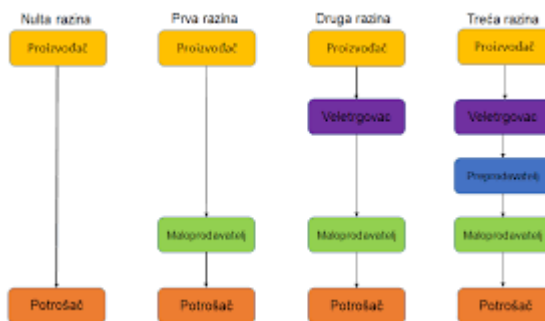 Nulta razina
Prva razina
Druga razina
Treća razina
Proizvođač
Proizvođač
Proizvođač
Proizvođač
Veletrgovac
Veletrgovac
Preprodavatelj
Maloprodavatelj
Maloprodavatelj
Maloprodavatelj
Potrošač
Potrošač
Potrošač
Potrošač